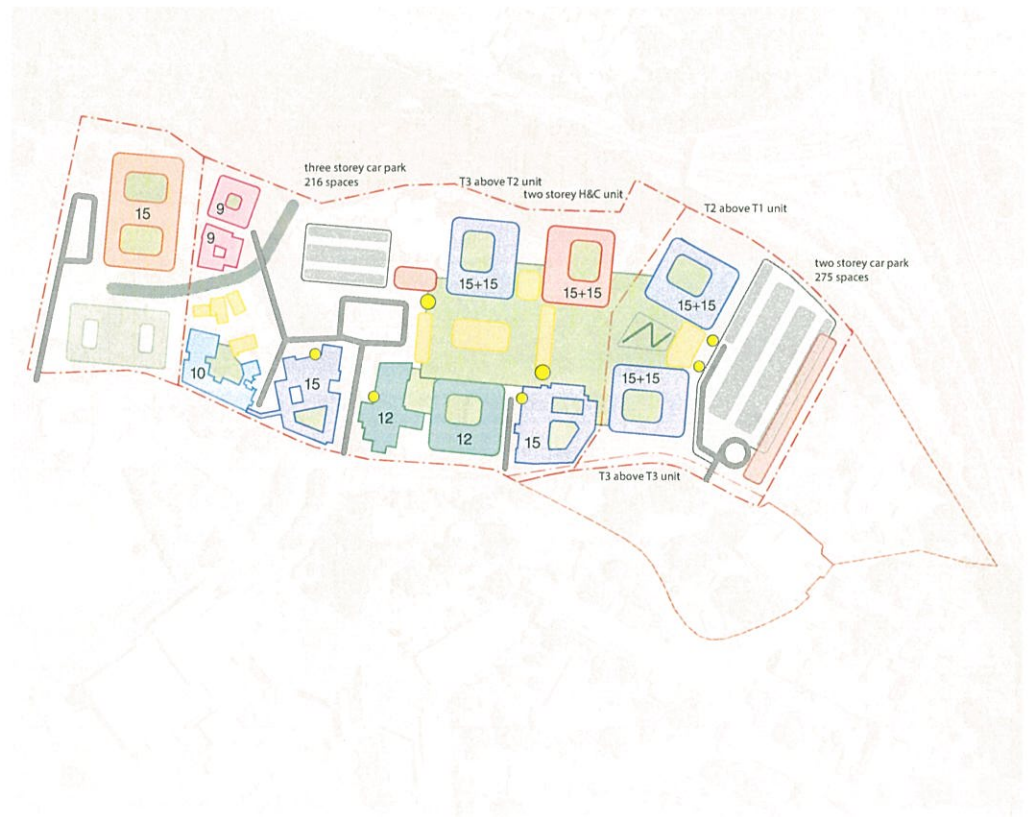 three storey car park
216 spaces
T3 above T2 unit
two storey H&C unit
T2 above T1 unit
two storey car park
275 spaces
15
9
9
15+15
15+15
15+15
10
15
12
12
15
15+15
T3 above T3 unit